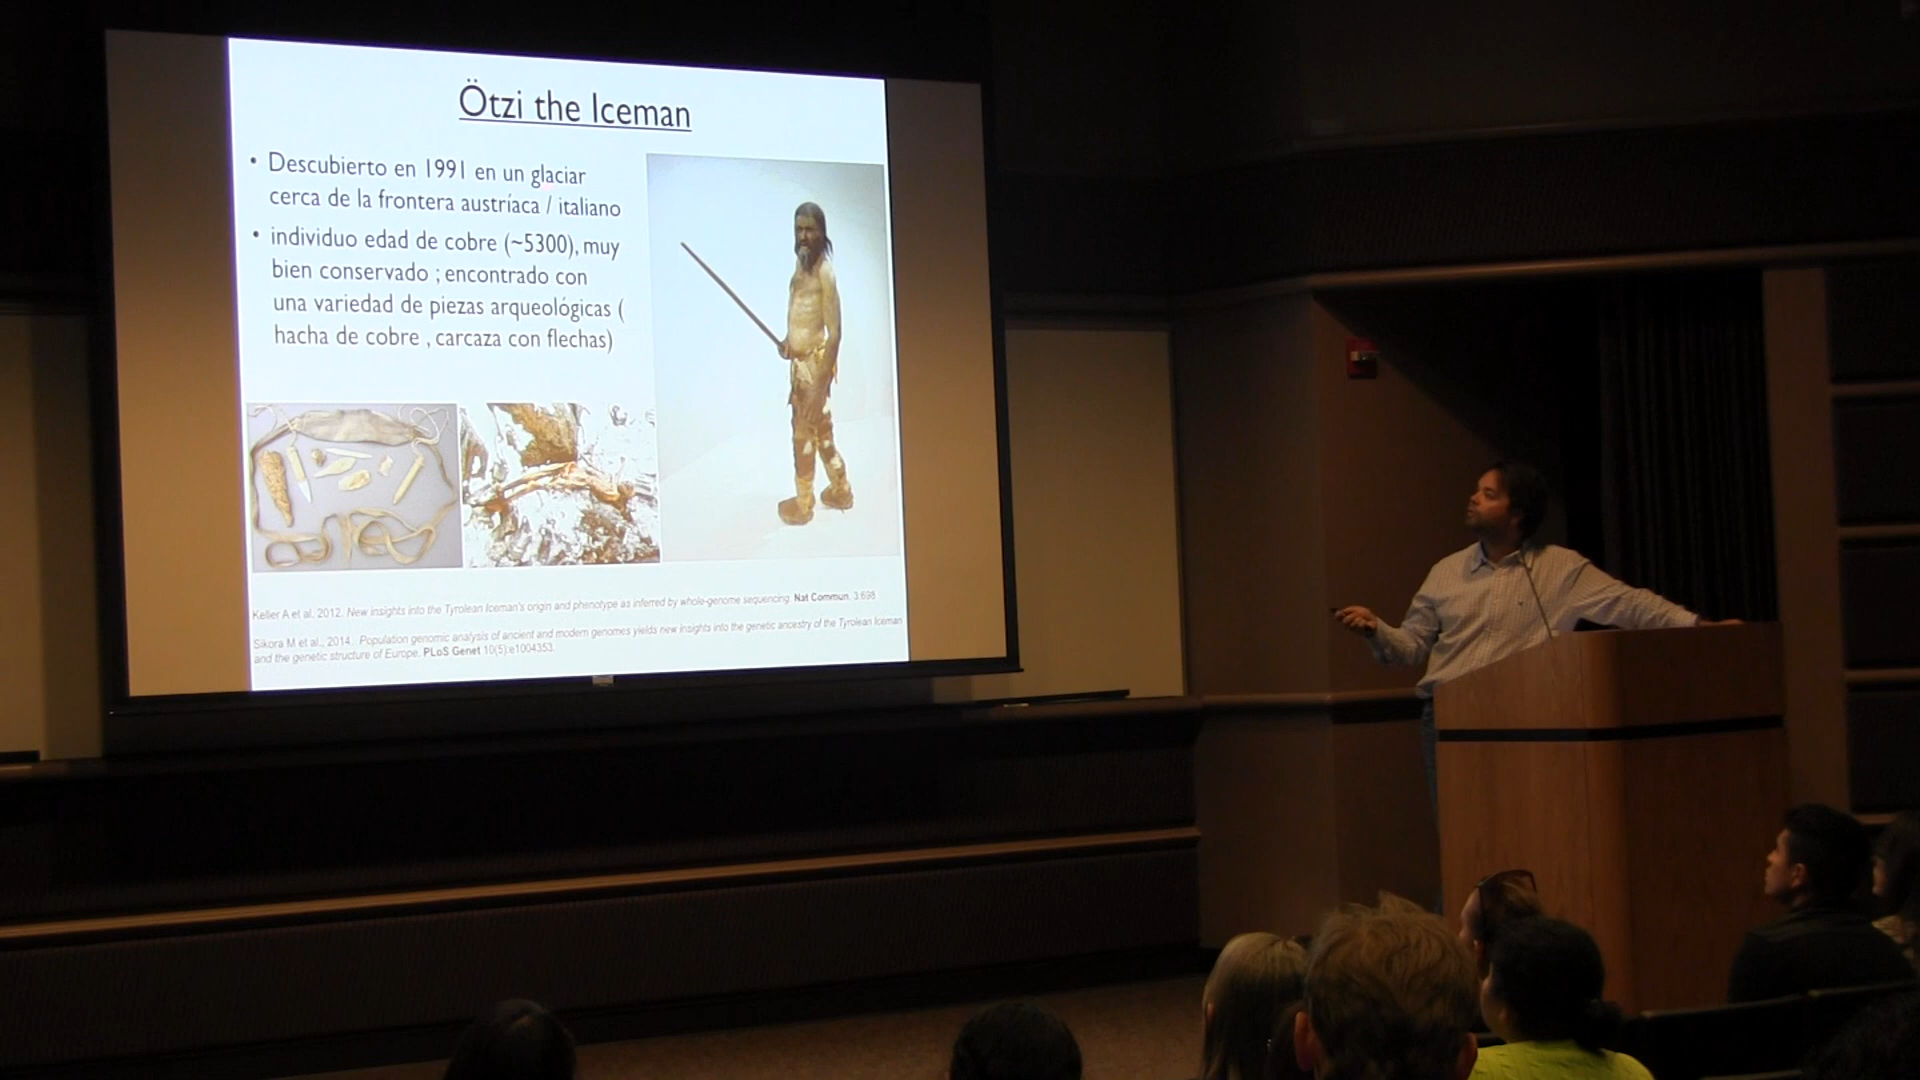 Ötzi the Iceman
• Descubierto en 1991 en un glaciar
cerca de la frontera austríaca / italiano
• individuo edad de cobre (~5300), muy
bien conservado ; encontrado con
una variedad de piezas arqueológicas (
hacha de cobre , carcaza con flechas)
Keller A et al. 2012. New insights into the Tyrolean Iceman's origin and phenotype as inferred by whole-genome sequencing. Nat Commun. 3:698
Sikora M et al., 2014. Population genomic analysis of ancient and modern genomes yields new insights into the genetic ancestry of the Tyrolean Iceman
and the genetic structure of Europe. PLoS Genet 10(5):e1004353.